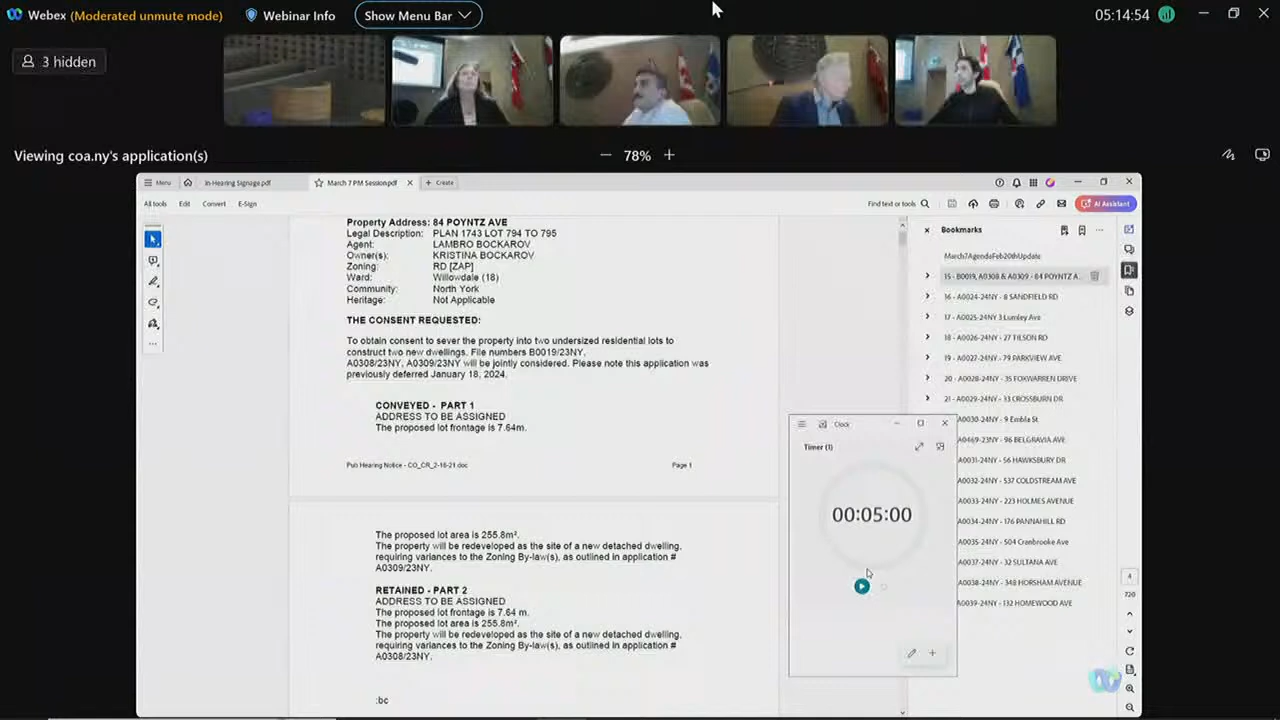 Webex (Moderated unmute mode)
Webinar Info
Show Menu Bar
05:14:54
3 hidden
Viewing coa.ny's application(s)
78%
Menu
In-Hearing Signage.pdf
March 7 PM Session.pdf
Create
All tools
Edit
Convert
E-Sign
Find text or tools
AI Assistant
Property Address: 84 POYNTZ AVE
Legal Description: PLAN 1743 LOT 794 TO 795
Agent: LAMBRO BOCKAROV
Owner(s): KRISTINA BOCKAROV
Zoning: RD [ZAP]
Ward: Willowdale (18)
Community: North York
Heritage: Not Applicable
THE CONSENT REQUESTED:
To obtain consent to sever the property into two undersized residential lots to
construct two new dwellings. File numbers B0019/23NY,
A0308/23NY, A0309/23NY will be jointly considered. Please note this application was
previously deferred January 18, 2024.
CONVEYED - PART 1
ADDRESS TO BE ASSIGNED
The proposed lot frontage is 7.64m.
Pub Hearing Notice - CO_CR_2-16-21.doc
Page 1
The proposed lot area is 255.8m².
The property will be redeveloped as the site of a new detached dwelling,
requiring variances to the Zoning By-law(s), as outlined in application #
A0309/23NY.
RETAINED - PART 2
ADDRESS TO BE ASSIGNED
The proposed lot frontage is 7.64 m.
The proposed lot area is 255.8m².
The property will be redeveloped as the site of a new detached dwelling,
requiring variances to the Zoning By-law(s), as outlined in application #
A0308/23NY.
:bc
Clock
Timer (1)
00:05:00
Bookmarks
March7AgendaFeb20thUpdate
15 - B0019, A0308 & A0309 - 84 POYNTZ A...
16 - A0024-24NY - 8 SANDFIELD RD
17 - A0025-24NY 3 Lumley Ave
18 - A0026-24NY - 27 TILSON RD
19 - A0027-24NY - 79 PARKVIEW AVE
20 - A0028-24NY - 35 FOXWARREN DRIVE
21 - A0029-24NY - 33 CROSSBURN DR
A0030-24NY - 9 Embla St
A0469-23NY - 96 BELGRAVIA AVE
A0031-24NY - 56 HAWKSBURY DR
A0032-24NY - 537 COLDSTREAM AVE
A0033-24NY - 223 HOLMES AVENUE
A0034-24NY - 176 PANNAHILL RD
A0035-24NY - 504 Cranbrooke Ave
A0037-24NY - 32 SULTANA AVE
A0038-24NY - 348 HORSHAM AVENUE
A0039-24NY - 132 HOMEWOOD AVE
4
720